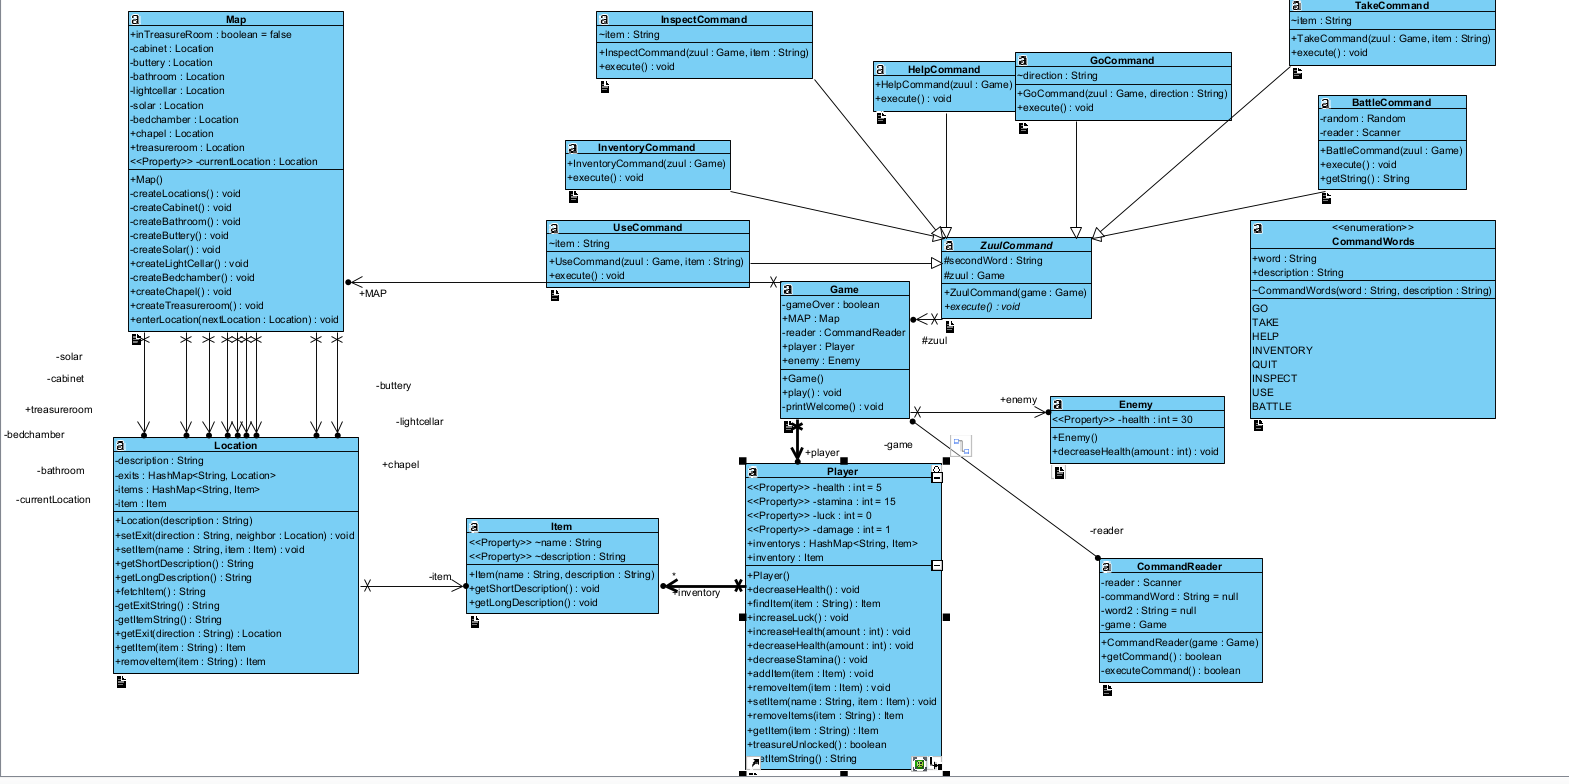 Map
+inTreasureRoom : boolean = false
-cabinet : Location
-buttery : Location
-bathroom : Location
-lightcellar : Location
-solar : Location
-bedchamber : Location
+chapel : Location
+treasureroom : Location
<<Property>> -currentLocation : Location
+Map()
-createLocations() : void
-createCabinet() : void
-createBathroom() : void
-createButtery() : void
-createSolar() : void
+createLightCellar() : void
-createBedchamber() : void
+createChapel() : void
+createTreasureroom() : void
+enterLocation(nextLocation : Location) : void
InspectCommand
~item : String
+InspectCommand(zuul : Game, item : String)
+execute() : void
HelpCommand
+HelpCommand(zuul : Game)
+execute() : void
GoCommand
~direction : String
+GoCommand(zuul : Game, direction : String)
+execute() : void
TakeCommand
~item : String
+TakeCommand(zuul : Game, item : String)
+execute() : void
BattleCommand
-random : Random
-reader : Scanner
+BattleCommand(zuul : Game)
+execute() : void
+getString() : String
InventoryCommand
+InventoryCommand(zuul : Game)
+execute() : void
UseCommand
~item : String
+UseCommand(zuul : Game, item : String)
+execute() : void
ZuulCommand
#secondWord : String
#zuul : Game
+ZuulCommand(game : Game)
+execute() : void
<<enumeration>>
CommandWords
+word : String
+description : String
~CommandWords(word : String, description : String)
GO
TAKE
HELP
INVENTORY
QUIT
INSPECT
USE
BATTLE
+MAP
Game
-gameOver : boolean
+MAP : Map
-reader : CommandReader
+player : Player
+enemy : Enemy
+Game()
+play() : void
-printWelcome() : void
#zuul
+enemy
Enemy
<<Property>> -health : int = 30
+Enemy()
+decreaseHealth(amount : int) : void
-solar
-cabinet
+treasureroom
-bedchamber
-bathroom
-currentLocation
-buttery
-lightcellar
+chapel
Location
-description : String
-exits : HashMap<String, Location>
-items : HashMap<String, Item>
-item : Item
+Location(description : String)
+setExit(direction : String, neighbor : Location) : void
+setItem(name : String, item : Item) : void
+getShortDescription() : String
+getLongDescription() : String
+fetchItem() : String
-getExitString() : String
-getItemString() : String
+getExit(direction : String) : Location
+getItem(item : String) : Item
+removeItem(item : String) : Item
-item
Item
<<Property>> ~name : String
<<Property>> ~description : String
+Item(name : String, description : String)
+getShortDescription() : void
+getLongDescription() : void
*
+inventory
+player
-game
-reader
Player
<<Property>> -health : int = 5
<<Property>> -stamina : int = 15
<<Property>> -luck : int = 0
<<Property>> -damage : int = 1
+inventorys : HashMap<String, Item>
+inventory : Item
+Player()
+decreaseHealth() : void
+findItem(item : String) : Item
+increaseLuck() : void
+increaseHealth(amount : int) : void
+decreaseHealth(amount : int) : void
+decreaseStamina() : void
+addItem(item : Item) : void
+removeItem(item : Item) : void
+setItem(name : String, item : Item) : void
+removeItems(item : String) : Item
+getItem(item : String) : Item
+treasureUnlocked() : boolean
etItemString() : String
CommandReader
-reader : Scanner
-commandWord : String = null
-word2 : String = null
-game : Game
+CommandReader(game : Game)
+getCommand() : boolean
-executeCommand() : boolean